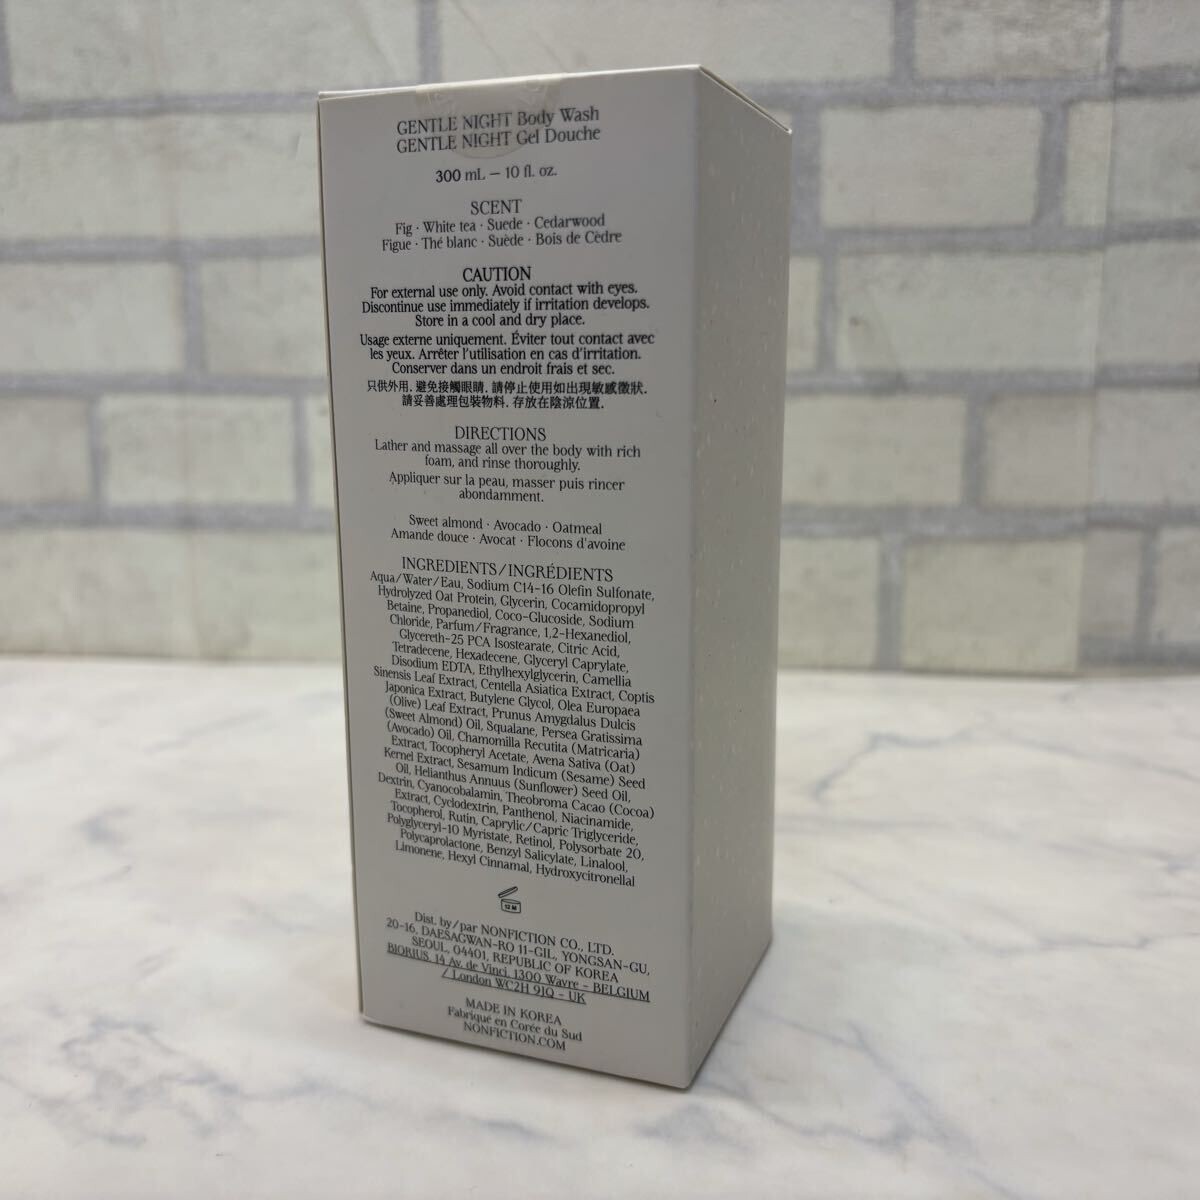 GENTLE NIGHT Body Wash
GENTLE NIGHT Gel Douche
300 mL – 10 fl. oz.
SCENT
Fig · White tea · Suede · Cedarwood
Figue · Thé blanc · Suède · Bois de Cèdre
CAUTION
For external use only. Avoid contact with eyes.
Discontinue use immediately if irritation develops.
Store in a cool and dry place.
Usage externe uniquement. Éviter tout contact avec
les yeux. Arrêter l'utilisation en cas d'irritation.
Conserver dans un endroit frais et sec.
只供外用. 避免接觸眼睛. 請停止使用如出現敏感徵狀.
請妥善處理包裝物料. 存放在陰涼位置.
DIRECTIONS
Lather and massage all over the body with rich
foam, and rinse thoroughly.
Appliquer sur la peau, masser puis rincer
abondamment.
Sweet almond · Avocado · Oatmeal
Amande douce · Avocat · Flocons d'avoine
INGREDIENTS/INGRÉDIENTS
Aqua/Water/Eau, Sodium C14-16 Olefin Sulfonate,
Hydrolyzed Oat Protein, Glycerin, Cocamidopropyl
Betaine, Propanediol, Coco-Glucoside, Sodium
Chloride, Parfum/Fragrance, 1,2-Hexanediol,
Glycereth-25 PCA Isostearate, Citric Acid,
Tetradecene, Hexadecene, Glyceryl Caprylate,
Disodium EDTA, Ethylhexylglycerin, Camellia
Sinensis Leaf Extract, Centella Asiatica Extract, Coptis
Japonica Extract, Butylene Glycol, Olea Europaea
(Olive) Leaf Extract, Prunus Amygdalus Dulcis
(Sweet Almond) Oil, Squalane, Persea Gratissima
(Avocado) Oil, Chamomilla Recutita (Matricaria)
Extract, Tocopheryl Acetate, Avena Sativa (Oat)
Kernel Extract, Sesamum Indicum (Sesame) Seed
Oil, Helianthus Annuus (Sunflower) Seed Oil,
Dextrin, Cyanocobalamin, Theobroma Cacao (Cocoa)
Extract, Cyclodextrin, Panthenol, Niacinamide,
Tocopherol, Rutin, Caprylic/Capric Triglyceride,
Polyglyceryl-10 Myristate, Retinol, Polysorbate 20,
Polycaprolactone, Benzyl Salicylate, Linalool,
Limonene, Hexyl Cinnamal, Hydroxycitronellal
12 M
Dist. by/par NONFICTION CO., LTD.
20-16, DAESAGWAN-RO 11-GIL, YONGSAN-GU,
SEOUL, 04401, REPUBLIC OF KOREA
BIORIUS, 14 Av. de Vinci, 1300 Wavre - BELGIUM
/ London WC2H 9JQ - UK
MADE IN KOREA
Fabriqué en Corée du Sud
NONFICTION.COM